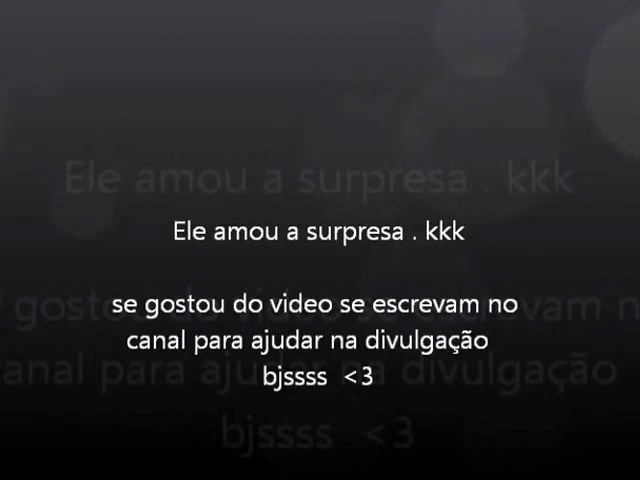 Ele amou a surpresa . kkk
se gostou do video se escrevam no
canal para ajudar na divulgação
bjssss <3